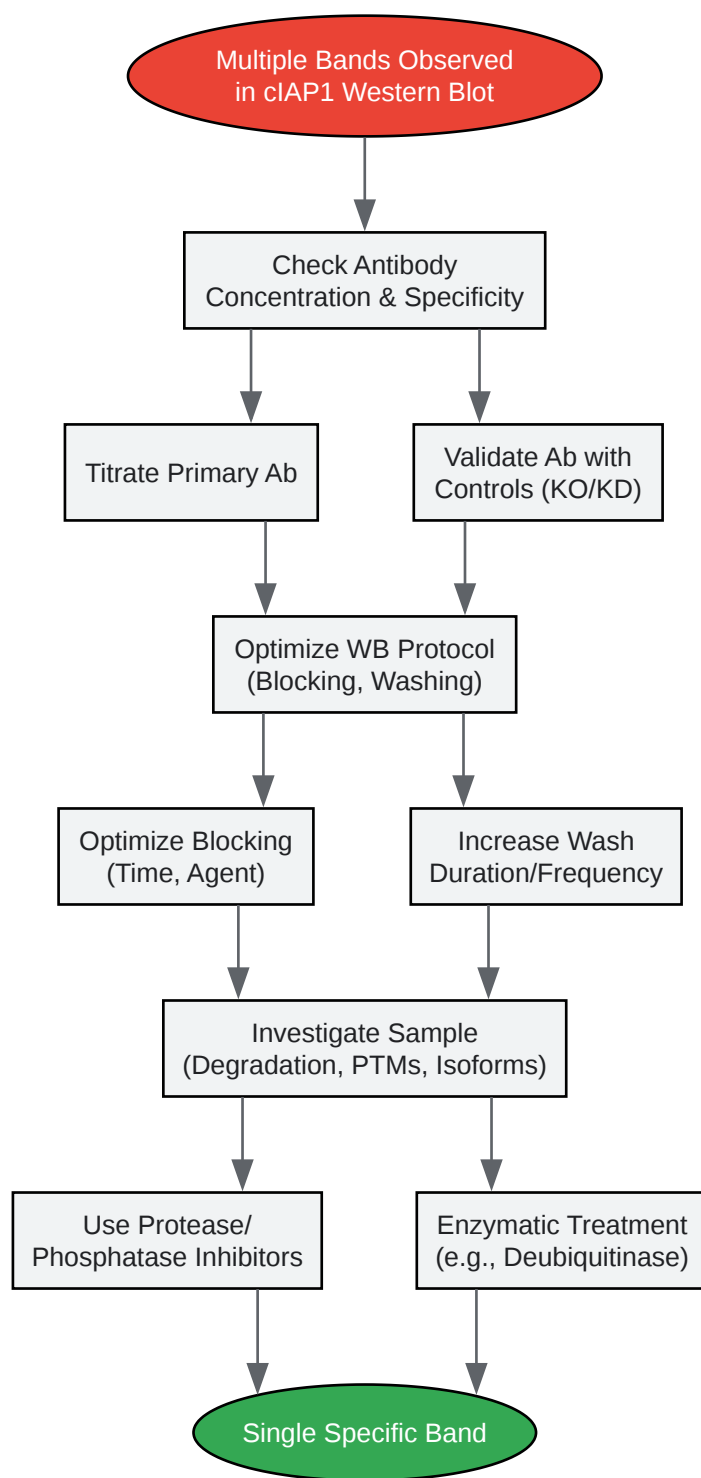 Multiple Bands Observed
in cIAP1 Western Blot
Check Antibody
Concentration & Specificity
Titrate Primary Ab
Validate Ab with
Controls (KO/KD)
Optimize WB Protocol
(Blocking, Washing)
Optimize Blocking
(Time, Agent)
Increase Wash
Duration/Frequency
Investigate Sample
(Degradation, PTMs, Isoforms)
Use Protease/
Phosphatase Inhibitors
Enzymatic Treatment
(e.g., Deubiquitinase)
Single Specific Band